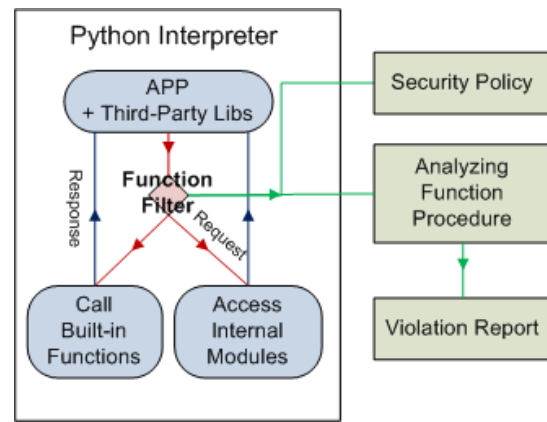 Python Interpreter
APP
+ Third-Party Libs
Function
Filter
Response
Request
Call
Built-in
Functions
Access
Internal
Modules
Security Policy
Analyzing
Function
Procedure
Violation Report